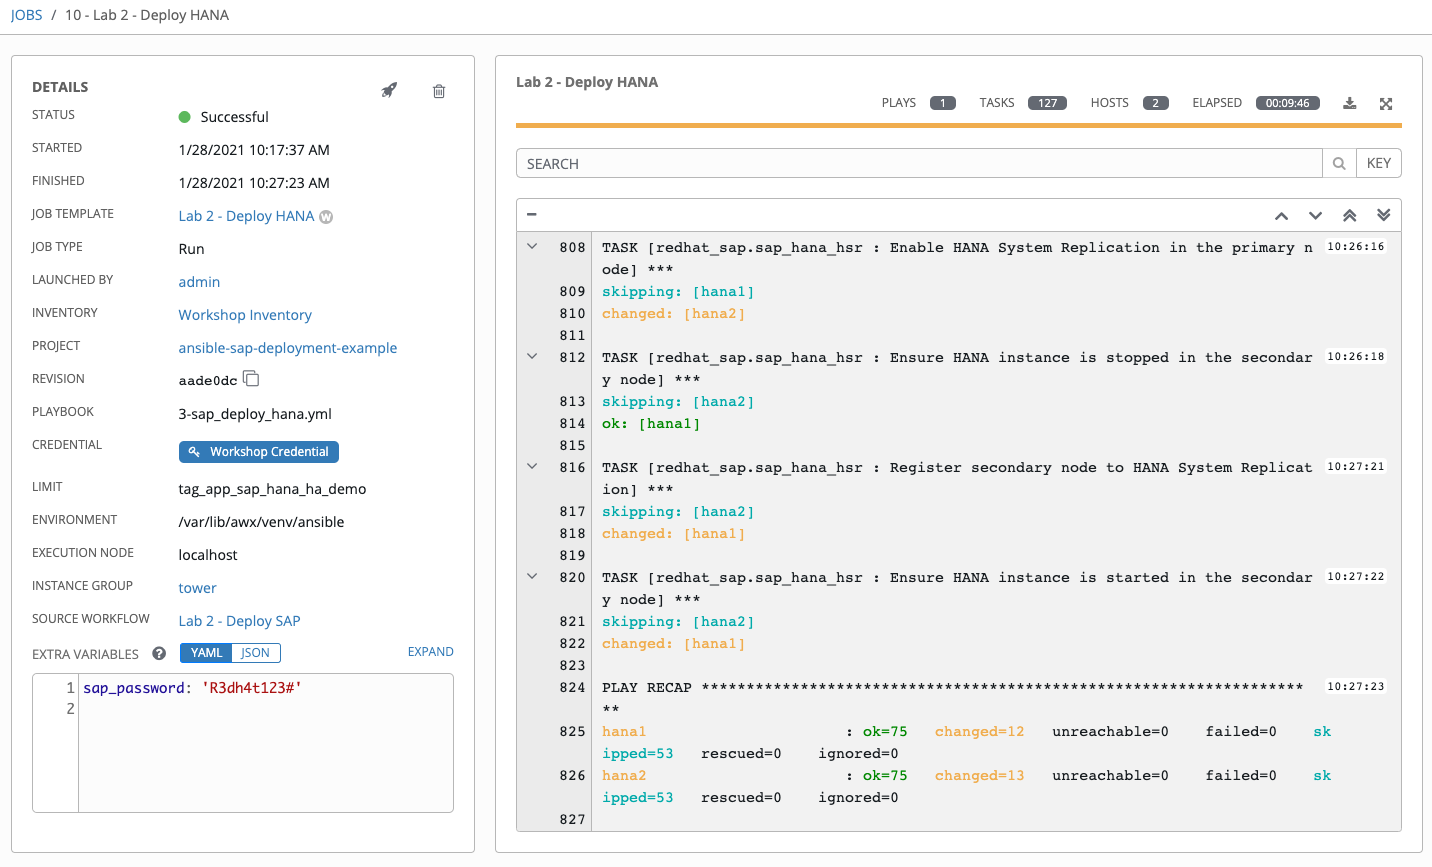 JOBS / 10 - Lab 2 - Deploy HANA
DETAILS
STATUS Successful
STARTED 1/28/2021 10:17:37 AM
FINISHED 1/28/2021 10:27:23 AM
JOB TEMPLATE Lab 2 - Deploy HANA W
JOB TYPE Run
LAUNCHED BY admin
INVENTORY Workshop Inventory
PROJECT ansible-sap-deployment-example
REVISION aade0dc
PLAYBOOK 3-sap_deploy_hana.yml
CREDENTIAL Workshop Credential
LIMIT tag_app_sap_hana_ha_demo
ENVIRONMENT /var/lib/awx/venv/ansible
EXECUTION NODE localhost
INSTANCE GROUP tower
SOURCE WORKFLOW Lab 2 - Deploy SAP
EXTRA VARIABLES ? YAML JSON EXPAND
1 sap_password: 'R3dh4t123#'
2
Lab 2 - Deploy HANA
PLAYS 1 TASKS 127 HOSTS 2 ELAPSED 00:09:46
SEARCH KEY
808 TASK [redhat_sap.sap_hana_hsr : Enable HANA System Replication in the primary n 10:26:16
ode] ***
809 skipping: [hana1]
810 changed: [hana2]
811
812 TASK [redhat_sap.sap_hana_hsr : Ensure HANA instance is stopped in the secondar 10:26:18
y node] ***
813 skipping: [hana2]
814 ok: [hana1]
815
816 TASK [redhat_sap.sap_hana_hsr : Register secondary node to HANA System Replicat 10:27:21
ion] ***
817 skipping: [hana2]
818 changed: [hana1]
819
820 TASK [redhat_sap.sap_hana_hsr : Ensure HANA instance is started in the secondar 10:27:22
y node] ***
821 skipping: [hana2]
822 changed: [hana1]
823
824 PLAY RECAP ******************************************************************* 10:27:23
**
825 hana1 : ok=75 changed=12 unreachable=0 failed=0 sk
ipped=53 rescued=0 ignored=0
826 hana2 : ok=75 changed=13 unreachable=0 failed=0 sk
ipped=53 rescued=0 ignored=0
827